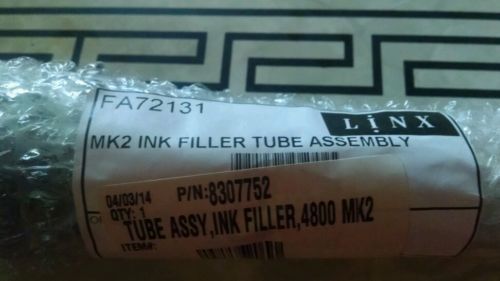 FA72131
LiNX
MK2 INK FILLER TUBE ASSEMBLY
04/03/14 P/N:8307752
QTY: 1
TUBE ASSY,INK FILLER,4800 MK2
ITEM#: